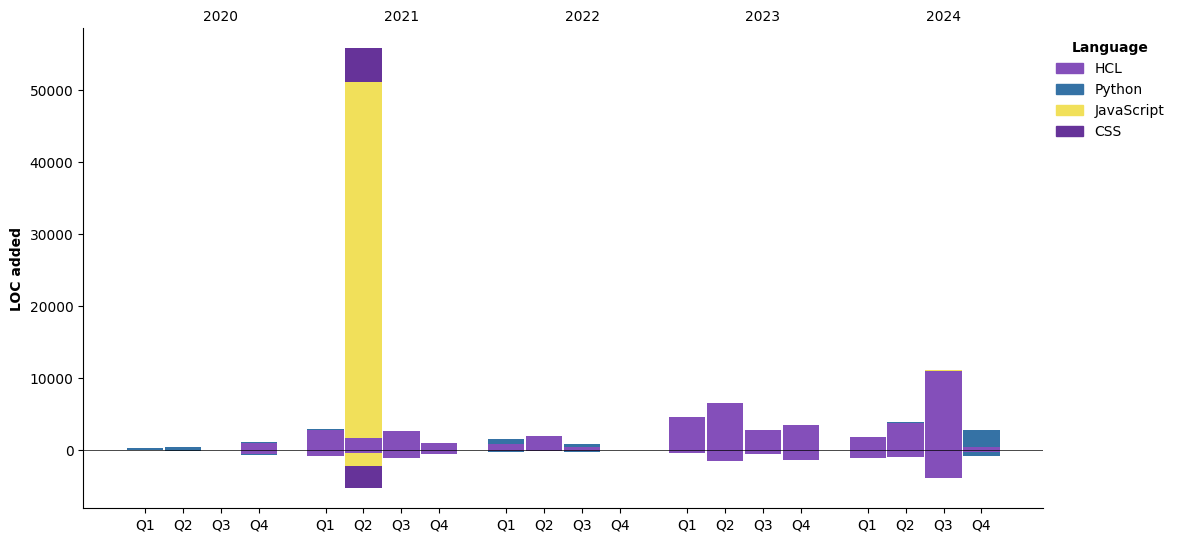 2020 2021 2022 2023 2024
Language
HCL
Python
JavaScript
CSS
LOC added
50000
40000
30000
20000
10000
0
Q1 Q2 Q3 Q4 Q1 Q2 Q3 Q4 Q1 Q2 Q3 Q4 Q1 Q2 Q3 Q4 Q1 Q2 Q3 Q4